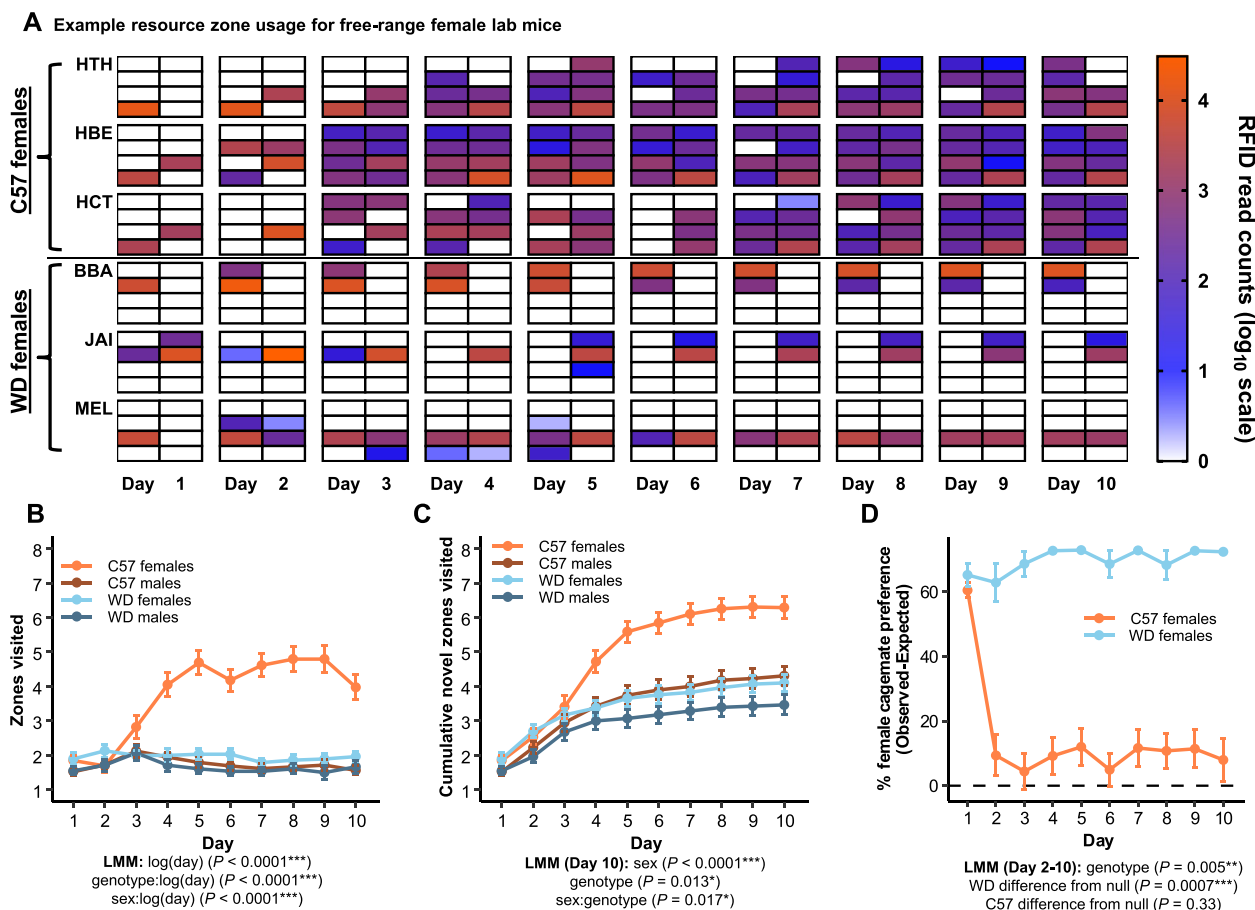 A Example resource zone usage for free-range female lab mice
C57 females
HTH
HBE
HCT
WD females
BBA
JAI
MEL
Day 1 Day 2 Day 3 Day 4 Day 5 Day 6 Day 7 Day 8 Day 9 Day 10
4
3
2
1
0
RFID read counts (log10 scale)
B
Zones visited
8
7
6
5
4
3
2
1
C57 females
C57 males
WD females
WD males
1 2 3 4 5 6 7 8 9 10
Day
LMM: log(day) (P < 0.0001***)
genotype:log(day) (P < 0.0001***)
sex:log(day) (P < 0.0001***)
C
Cumulative novel zones visited
8
7
6
5
4
3
2
1
C57 females
C57 males
WD females
WD males
1 2 3 4 5 6 7 8 9 10
Day
LMM (Day 10): sex (P < 0.0001***)
genotype (P = 0.013*)
sex:genotype (P = 0.017*)
D
% female cagemate preference
(Observed-Expected)
60
40
20
0
C57 females
WD females
1 2 3 4 5 6 7 8 9 10
Day
LMM (Day 2-10): genotype (P = 0.005**)
WD difference from null (P = 0.0007***)
C57 difference from null (P = 0.33)